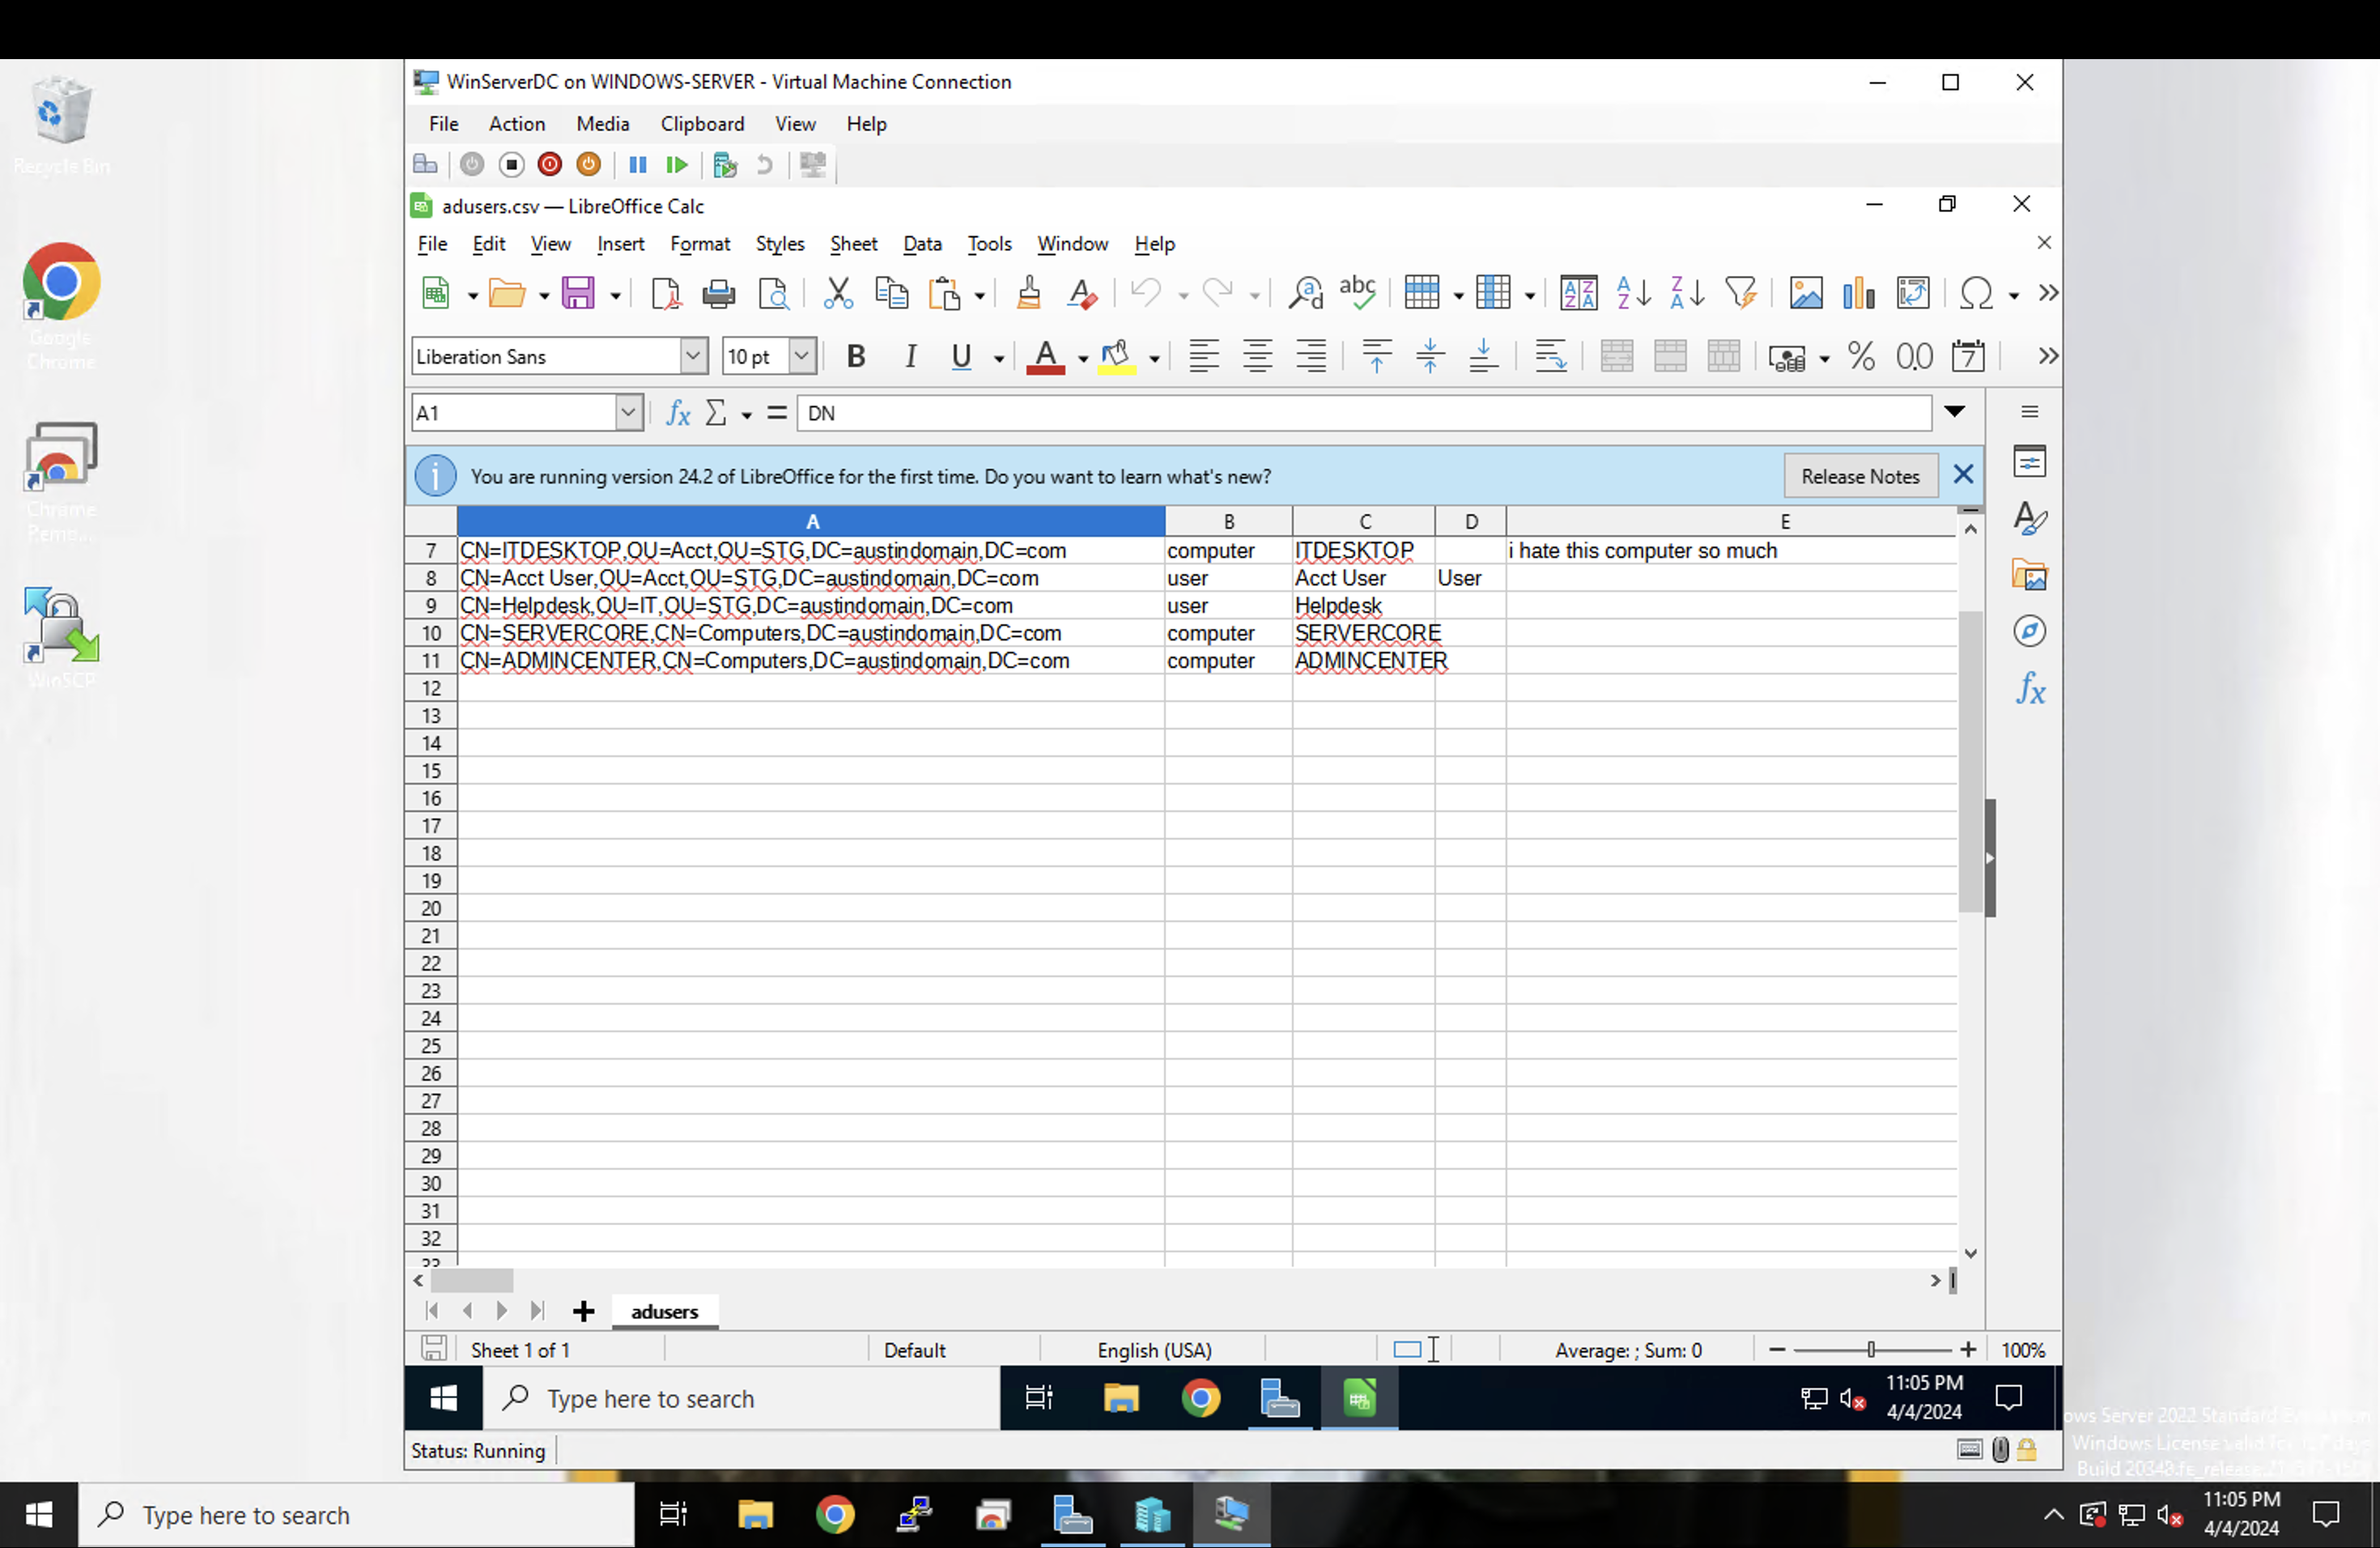 WinServerDC on WINDOWS-SERVER - Virtual Machine Connection
File Action Media Clipboard View Help
Recycle Bin
adusers.csv — LibreOffice Calc
File Edit View Insert Format Styles Sheet Data Tools Window Help
Google
Chrome
Liberation Sans 10 pt B I U A % 0.0 7
A1 fx Σ = DN
You are running version 24.2 of LibreOffice for the first time. Do you want to learn what's new? Release Notes
Chrome
Remo...
A B C D E
7 CN=ITDESKTOP,OU=Acct,OU=STG,DC=austindomain,DC=com computer ITDESKTOP i hate this computer so much
8 CN=Acct User,OU=Acct,OU=STG,DC=austindomain,DC=com user Acct User User
9 CN=Helpdesk,OU=IT,OU=STG,DC=austindomain,DC=com user Helpdesk
10 CN=SERVERCORE,CN=Computers,DC=austindomain,DC=com computer SERVERCORE
11 CN=ADMINCENTER,CN=Computers,DC=austindomain,DC=com computer ADMINCENTER
WinSCP
12
13
14
15
16
17
18
19
20
21
22
23
24
25
26
27
28
29
30
31
32
33
adusers
Sheet 1 of 1 Default English (USA) Average: ; Sum: 0 100%
Type here to search 11:05 PM
4/4/2024
Status: Running
Server 2022 Standard
Windows License valid for days
Build 20348.fe_release
Type here to search 11:05 PM
4/4/2024